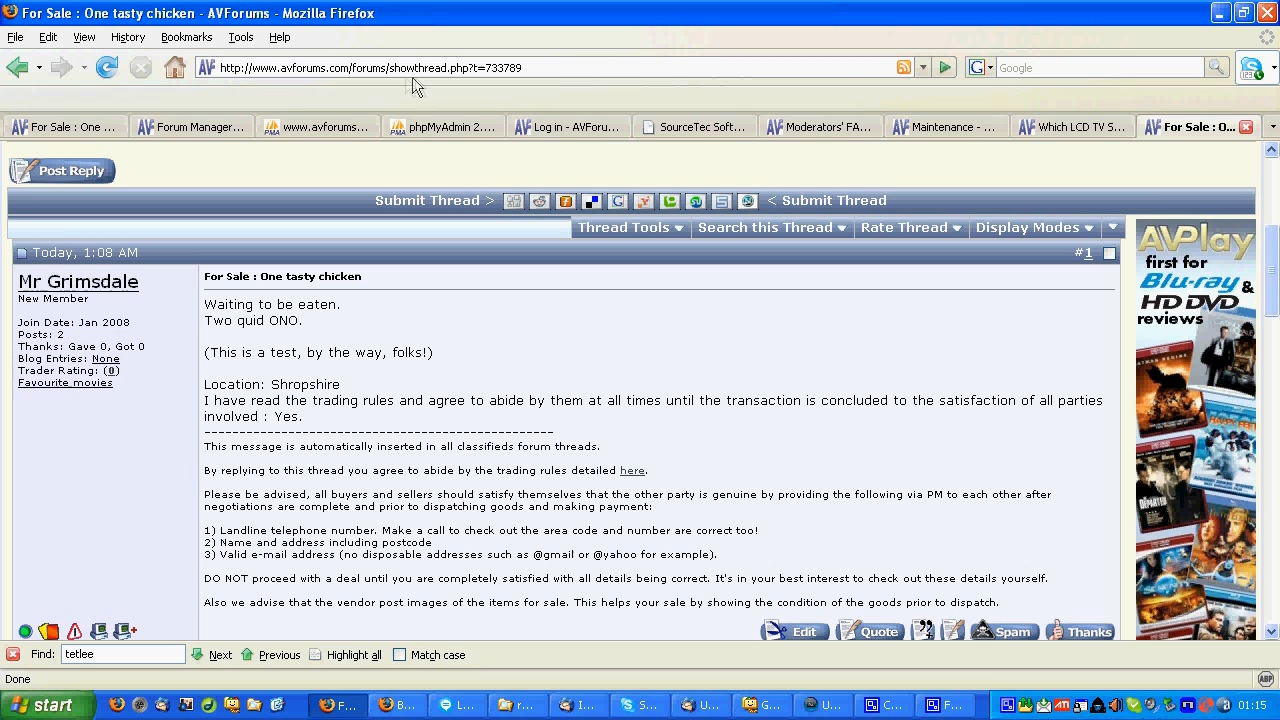 For Sale : One tasty chicken - AVForums - Mozilla Firefox
File Edit View History Bookmarks Tools Help
http://www.avforums.com/forums/showthread.php?t=733789
Google
For Sale : One ...
Forum Manager...
www.avforums...
phpMyAdmin 2....
Log in - AVForu...
SourceTec Soft...
Moderators' FA...
Maintenance - ...
Which LCD TV S...
For Sale : O...
Post Reply
Submit Thread >
< Submit Thread
Thread Tools Search this Thread Rate Thread Display Modes
Today, 1:08 AM
#1
Mr Grimsdale
New Member
Join Date: Jan 2008
Posts: 2
Thanks: Gave 0, Got 0
Blog Entries: None
Trader Rating: (0)
Favourite movies
For Sale : One tasty chicken
Waiting to be eaten.
Two quid ONO.
(This is a test, by the way, folks!)
Location: Shropshire
I have read the trading rules and agree to abide by them at all times until the transaction is concluded to the satisfaction of all parties
involved : Yes.
--------------------------------------------------
This message is automatically inserted in all classifieds forum threads.
By replying to this thread you agree to abide by the trading rules detailed here.
Please be advised, all buyers and sellers should satisfy themselves that the other party is genuine by providing the following via PM to each other after
negotiations are complete and prior to dispatching goods and making payment:
1) Landline telephone number. Make a call to check out the area code and number are correct too!
2) Name and address including postcode
3) Valid e-mail address (no disposable addresses such as @gmail or @yahoo for example).
DO NOT proceed with a deal until you are completely satisfied with all details being correct. It's in your best interest to check out these details yourself.
Also we advise that the vendor post images of the items for sale. This helps your sale by showing the condition of the goods prior to dispatch.
Edit Quote Spam Thanks
AVPlay
first for
Blu-ray &
HD DVD
reviews
Find: tetlee Next Previous Highlight all Match case
Done
ABP
start
F... B... L... r... I... S... U... G... U... C... F...
01:15